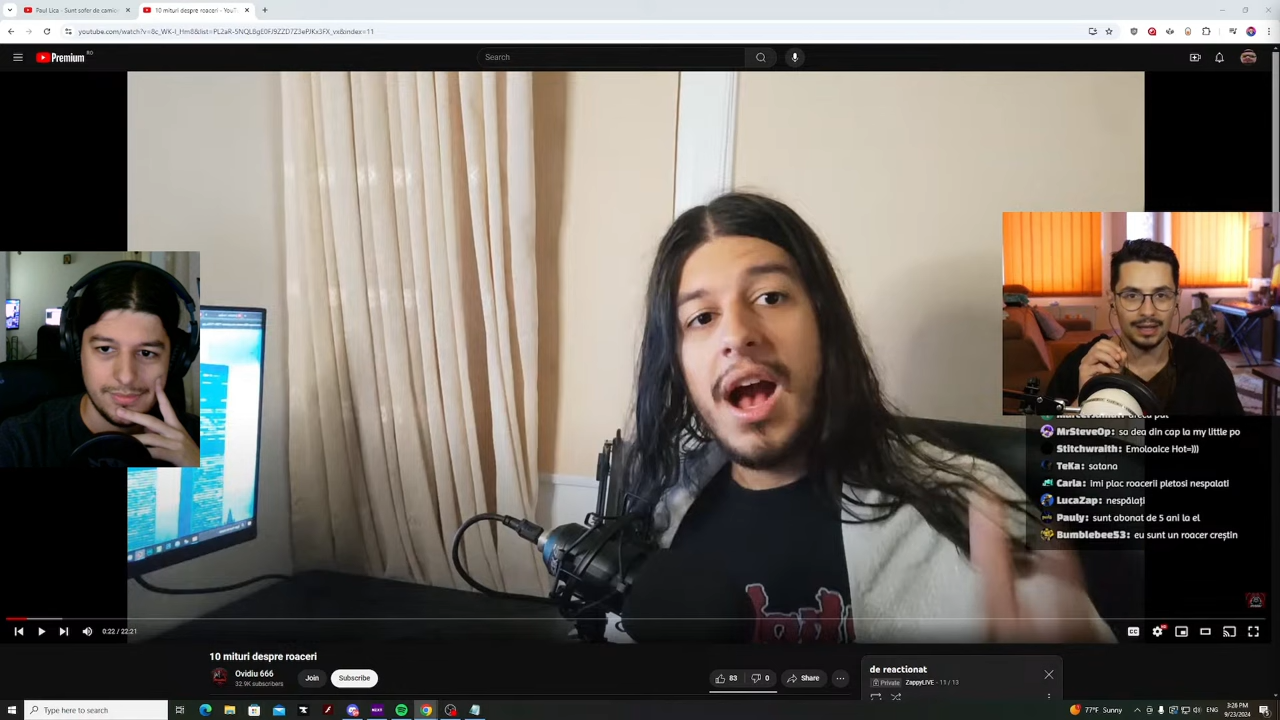 Paul Lica - Sunt sofer de camio
10 mituri despre roaceri - YouT
youtube.com/watch?v=8c_WK-I_Hm8&list=PL2aR-5NQLBgE0FJ9ZZD7Z3ePJKx3FX_vx&index=11
Premium RO
Search
MrSteveOp: sa dea din cap la my little po
Stitchwraith: Emoloaice Hot=)))
TeKa: satana
Carla: Imi plac roacerii pletosi nespalati
LucaZap: nespălați
Pauly: sunt abonat de 5 ani la el
Bumblebee53: eu sunt un roacer creștin
0:22 / 22:21
10 mituri despre roaceri
Ovidiu 666
32.9K subscribers
Join
Subscribe
83
0
Share
de reactionat
Private
ZappyLIVE - 11 / 13
Type here to search
NEXT
77°F Sunny
ENG
3:28 PM
9/23/2024